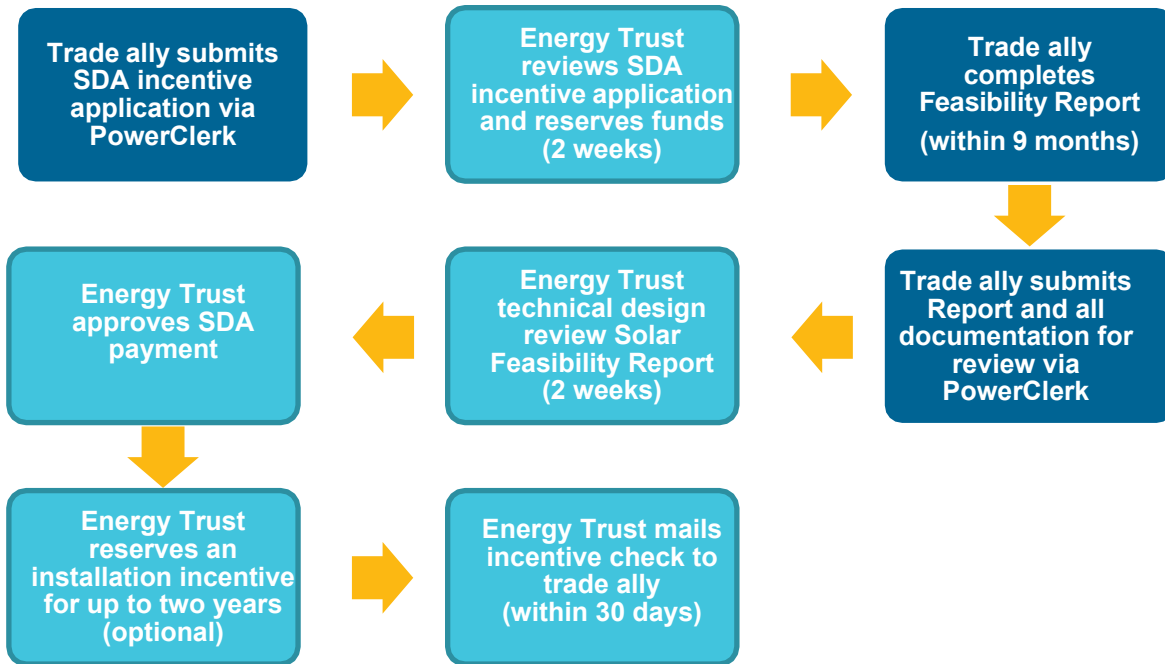 Trade ally submits
SDA incentive
application via
PowerClerk
Energy Trust
reviews SDA
incentive application
and reserves funds
(2 weeks)
Trade ally
completes
Feasibility Report
(within 9 months)
Trade ally submits
Report and all
documentation for
review via
PowerClerk
Energy Trust
technical design
review Solar
Feasibility Report
(2 weeks)
Energy Trust
approves SDA
payment
Energy Trust
reserves an
installation incentive
for up to two years
(optional)
Energy Trust mails
incentive check to
trade ally
(within 30 days)